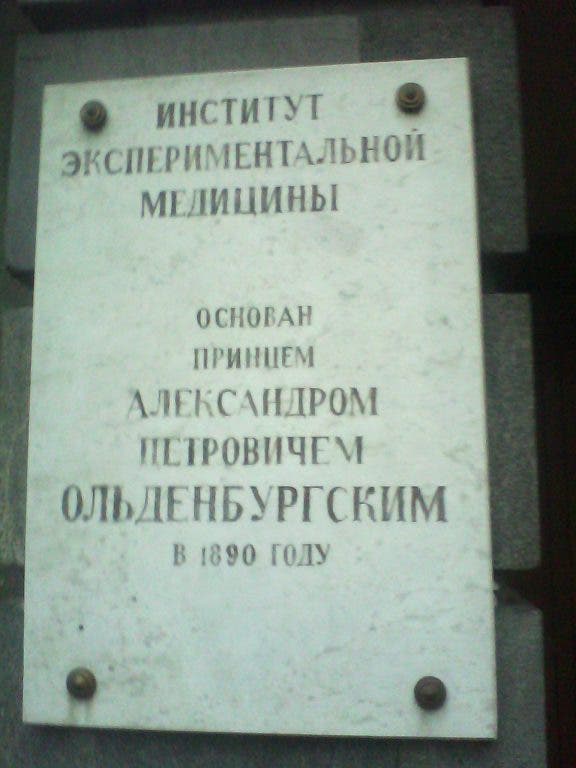 ИНСТИТУТ
ЭКСПЕРИМЕНТАЛЬНОЙ
МЕДИЦИНЫ
ОСНОВАН
ПРИНЦЕМ
АЛЕКСАНДРОМ
ПЕТРОВИЧЕМ
ОЛЬДЕНБУРГСКИМ
В 1890 ГОДУ